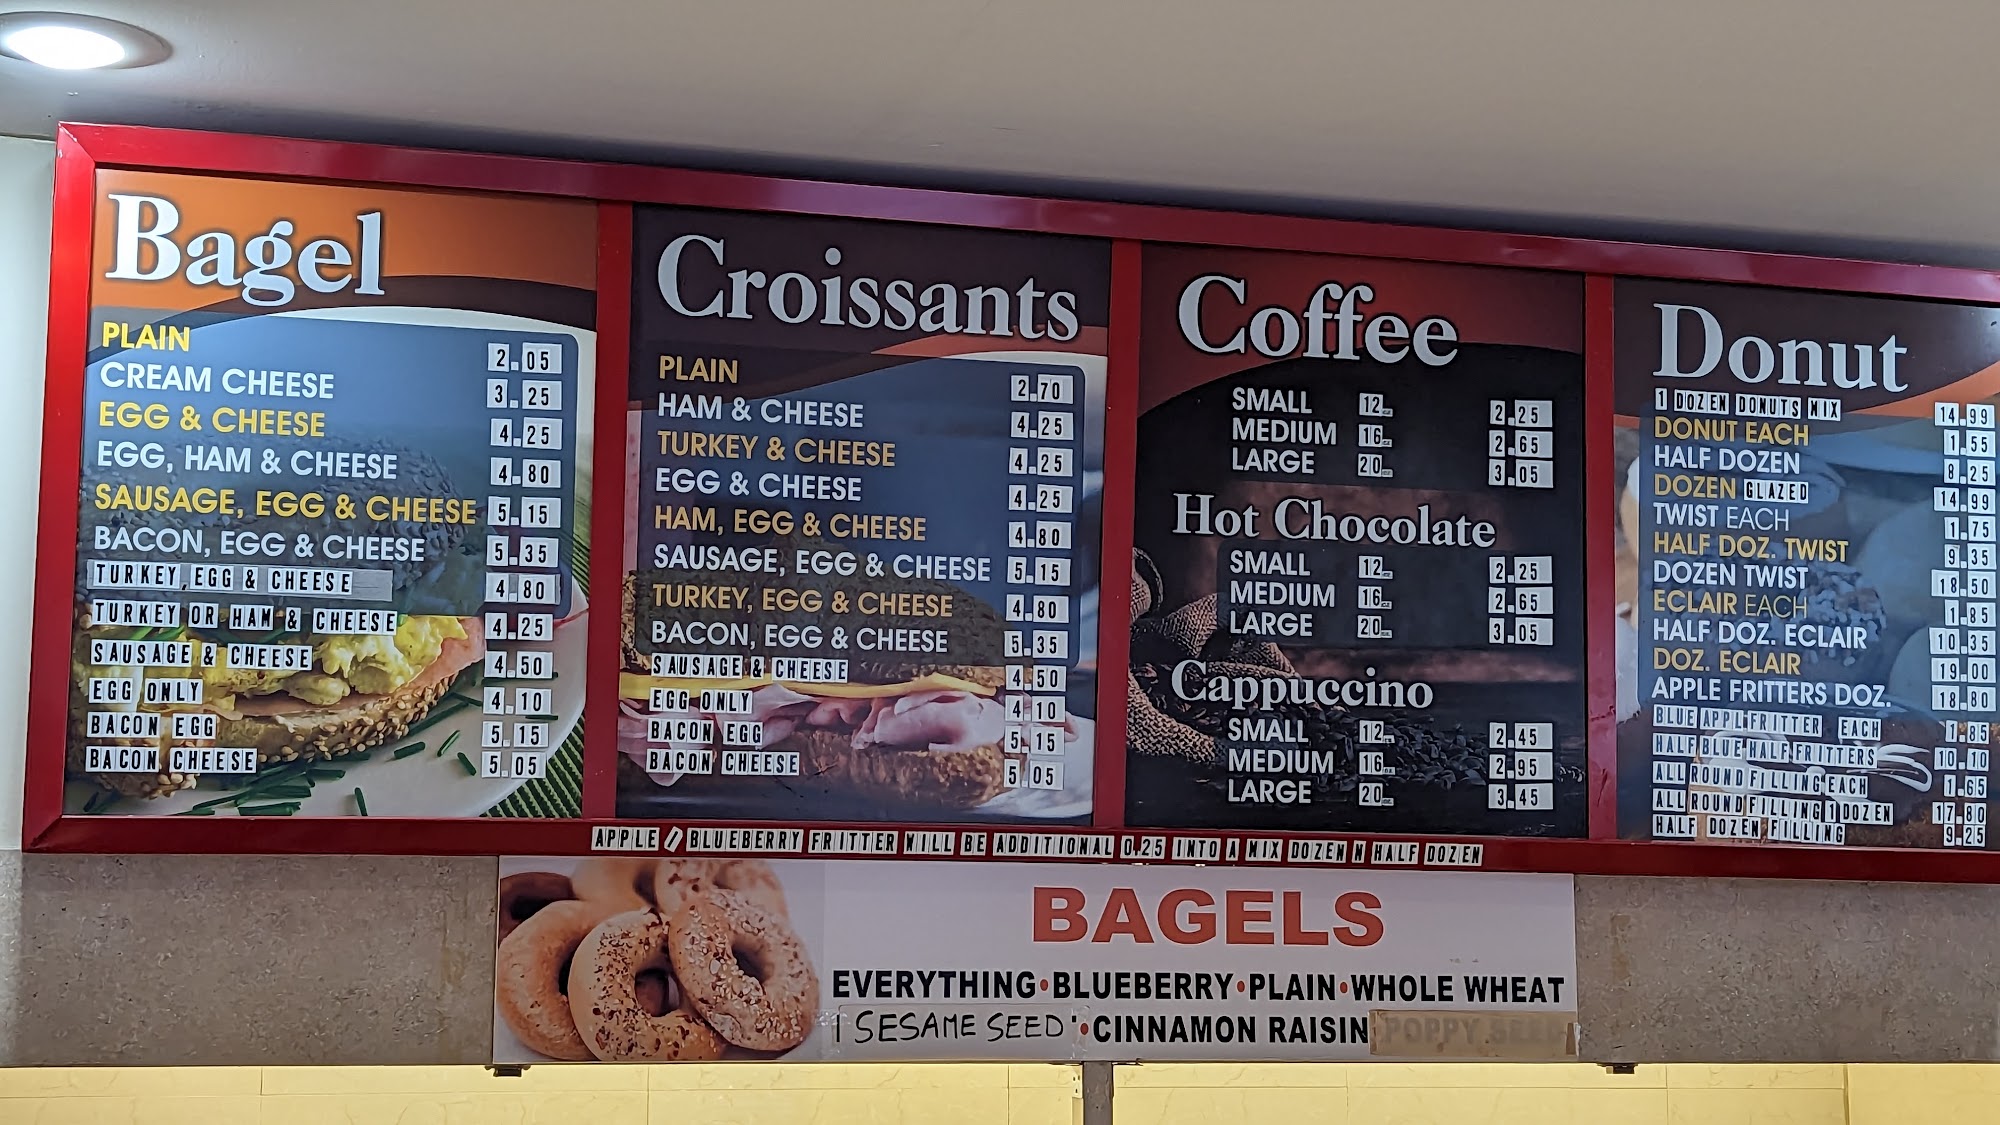 Bagel
PLAIN 2.05
CREAM CHEESE 3.25
EGG & CHEESE 4.25
EGG, HAM & CHEESE 4.80
SAUSAGE, EGG & CHEESE 5.15
BACON, EGG & CHEESE 5.35
TURKEY, EGG & CHEESE 4.80
TURKEY OR HAM & CHEESE 4.25
SAUSAGE & CHEESE 4.50
EGG ONLY 4.10
BACON EGG 5.15
BACON CHEESE 5.05
Croissants
PLAIN 2.70
HAM & CHEESE 4.25
TURKEY & CHEESE 4.25
EGG & CHEESE 4.25
HAM, EGG & CHEESE 4.80
SAUSAGE, EGG & CHEESE 5.15
TURKEY, EGG & CHEESE 4.80
BACON, EGG & CHEESE 5.35
SAUSAGE & CHEESE 4.50
EGG ONLY 4.10
BACON EGG 5.15
BACON CHEESE 5.05
Coffee
SMALL 12 2.25
MEDIUM 16 2.65
LARGE 20 3.05
Hot Chocolate
SMALL 12 2.25
MEDIUM 16 2.65
LARGE 20 3.05
Cappuccino
SMALL 12 2.45
MEDIUM 16 2.95
LARGE 20 3.45
Donut
1 DOZEN DONUTS MIX 14.99
DONUT EACH 1.55
HALF DOZEN 8.25
DOZEN GLAZED 14.99
TWIST EACH 1.75
HALF DOZ. TWIST 9.35
DOZEN TWIST 18.50
ECLAIR EACH 1.85
HALF DOZ. ECLAIR 10.35
DOZ. ECLAIR 19.00
APPLE FRITTERS DOZ. 18.80
BLUE/APPL FRITTER EACH 1.85
HALF BLUE HALF FRITTERS 10.10
ALL ROUND FILLING EACH 1.65
ALL ROUND FILLING 1 DOZEN 17.80
HALF DOZEN FILLING 9.25
APPLE / BLUEBERRY FRITTER WILL BE ADDITIONAL 0.25 INTO A MIX DOZEN N HALF DOZEN
BAGELS
EVERYTHING•BLUEBERRY•PLAIN•WHOLE WHEAT
SESAME SEED •CINNAMON RAISIN POPPY SEED